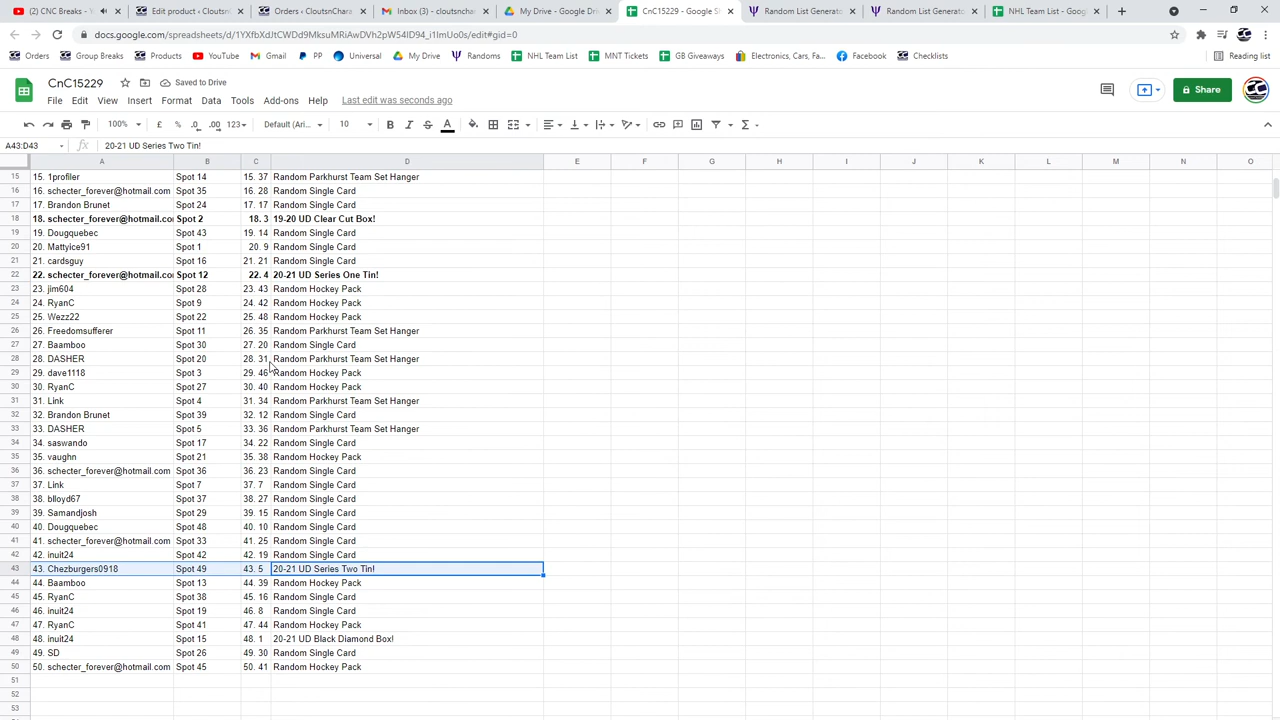 (2) CNC Breaks - Yo
Edit product ‹ CloutsnChara
Orders ‹ CloutsnCharacters
Inbox (3) - cloutsnchar
My Drive - Google Dri
CnC15229 - Google Sh
Random List Generato
Random List Generato
NHL Team List - Goog
docs.google.com/spreadsheets/d/1YXfbXdJtCWDd9MksuMRiAwDVh2pW54lD94_i1ImUo0s/edit#gid=0
Orders Group Breaks Products YouTube Gmail PP Universal My Drive Randoms NHL Team List MNT Tickets GB Giveaways Electronics, Cars, Fa... Facebook Checklists Reading list
CnC15229 Saved to Drive
File Edit View Insert Format Data Tools Add-ons Help Last edit was seconds ago
Share
100% £ % .0 .00 123 Default (Ari... 10 B I S A
A43:D43 fx 20-21 UD Series Two Tin!
A B C D E F G H I J K L M N O
15 15. 1profiler Spot 14 15. 37 Random Parkhurst Team Set Hanger
16 16. schecter_forever@hotmail.com Spot 35 16. 28 Random Single Card
17 17. Brandon Brunet Spot 24 17. 17 Random Single Card
18 18. schecter_forever@hotmail.co Spot 2 18. 3 19-20 UD Clear Cut Box!
19 19. Dougquebec Spot 43 19. 14 Random Single Card
20 20. Mattyice91 Spot 1 20. 9 Random Single Card
21 21. cardsguy Spot 16 21. 21 Random Single Card
22 22. schecter_forever@hotmail.co Spot 12 22. 4 20-21 UD Series One Tin!
23 23. jim604 Spot 28 23. 43 Random Hockey Pack
24 24. RyanC Spot 9 24. 42 Random Hockey Pack
25 25. Wezz22 Spot 22 25. 48 Random Hockey Pack
26 26. Freedomsufferer Spot 11 26. 35 Random Parkhurst Team Set Hanger
27 27. Baamboo Spot 30 27. 20 Random Single Card
28 28. DASHER Spot 20 28. 31 Random Parkhurst Team Set Hanger
29 29. dave1118 Spot 3 29. 46 Random Hockey Pack
30 30. RyanC Spot 27 30. 40 Random Hockey Pack
31 31. Link Spot 4 31. 34 Random Parkhurst Team Set Hanger
32 32. Brandon Brunet Spot 39 32. 12 Random Single Card
33 33. DASHER Spot 5 33. 36 Random Parkhurst Team Set Hanger
34 34. saswando Spot 17 34. 22 Random Single Card
35 35. vaughn Spot 21 35. 38 Random Hockey Pack
36 36. schecter_forever@hotmail.com Spot 36 36. 23 Random Single Card
37 37. Link Spot 7 37. 7 Random Single Card
38 38. blloyd67 Spot 37 38. 27 Random Single Card
39 39. Samandjosh Spot 29 39. 15 Random Single Card
40 40. Dougquebec Spot 48 40. 10 Random Single Card
41 41. schecter_forever@hotmail.com Spot 33 41. 25 Random Single Card
42 42. inuit24 Spot 42 42. 19 Random Single Card
43 43. Chezburgers0918 Spot 49 43. 5 20-21 UD Series Two Tin!
44 44. Baamboo Spot 13 44. 39 Random Hockey Pack
45 45. RyanC Spot 38 45. 16 Random Single Card
46 46. inuit24 Spot 19 46. 8 Random Single Card
47 47. RyanC Spot 41 47. 44 Random Hockey Pack
48 48. inuit24 Spot 15 48. 1 20-21 UD Black Diamond Box!
49 49. SD Spot 26 49. 30 Random Single Card
50 50. schecter_forever@hotmail.com Spot 45 50. 41 Random Hockey Pack
51
52
53